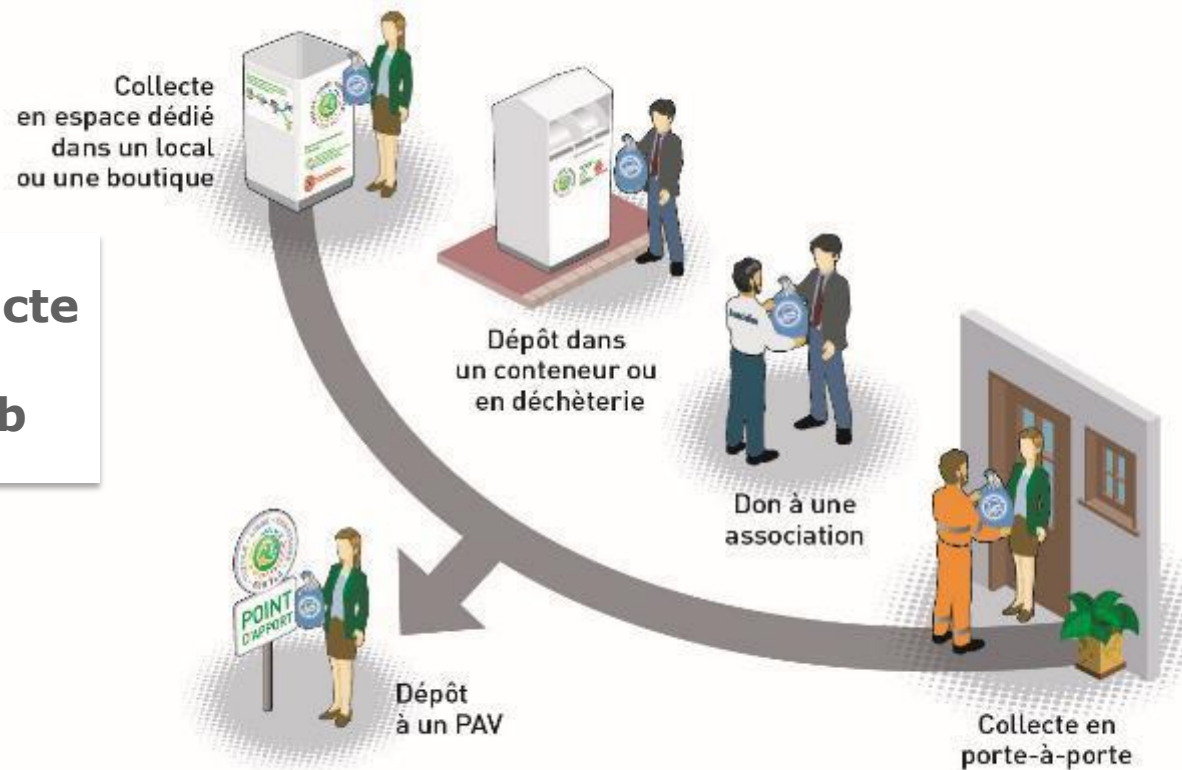 Collecte
en espace dédié
dans un local
ou une boutique
cte
b
Dépôt dans
un conteneur ou
en déchèterie
Don à une
association
POINT
D'APPORT
Dépôt
à un PAV
Collecte en
porte-à-porte